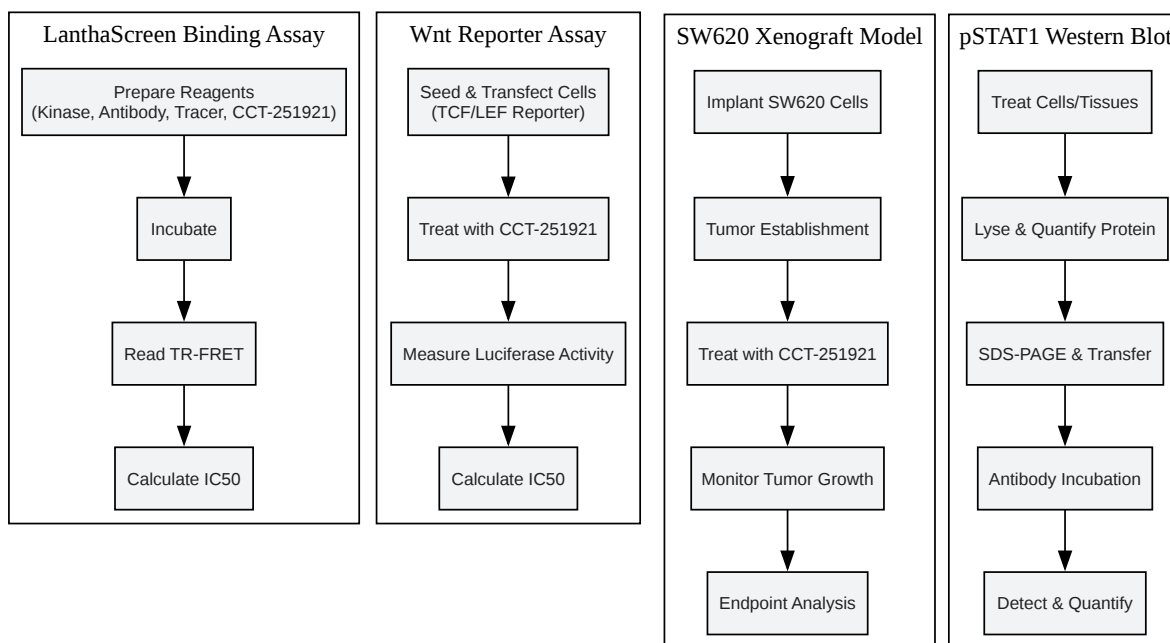 LanthaScreen Binding Assay
Prepare Reagents
(Kinase, Antibody, Tracer, CCT-251921)
Incubate
Read TR-FRET
Calculate IC50
Wnt Reporter Assay
Seed & Transfect Cells
(TCF/LEF Reporter)
Treat with CCT-251921
Measure Luciferase Activity
Calculate IC50
SW620 Xenograft Model
Implant SW620 Cells
Tumor Establishment
Treat with CCT-251921
Monitor Tumor Growth
Endpoint Analysis
pSTAT1 Western Blot
Treat Cells/Tissues
Lyse & Quantify Protein
SDS-PAGE & Transfer
Antibody Incubation
Detect & Quantify